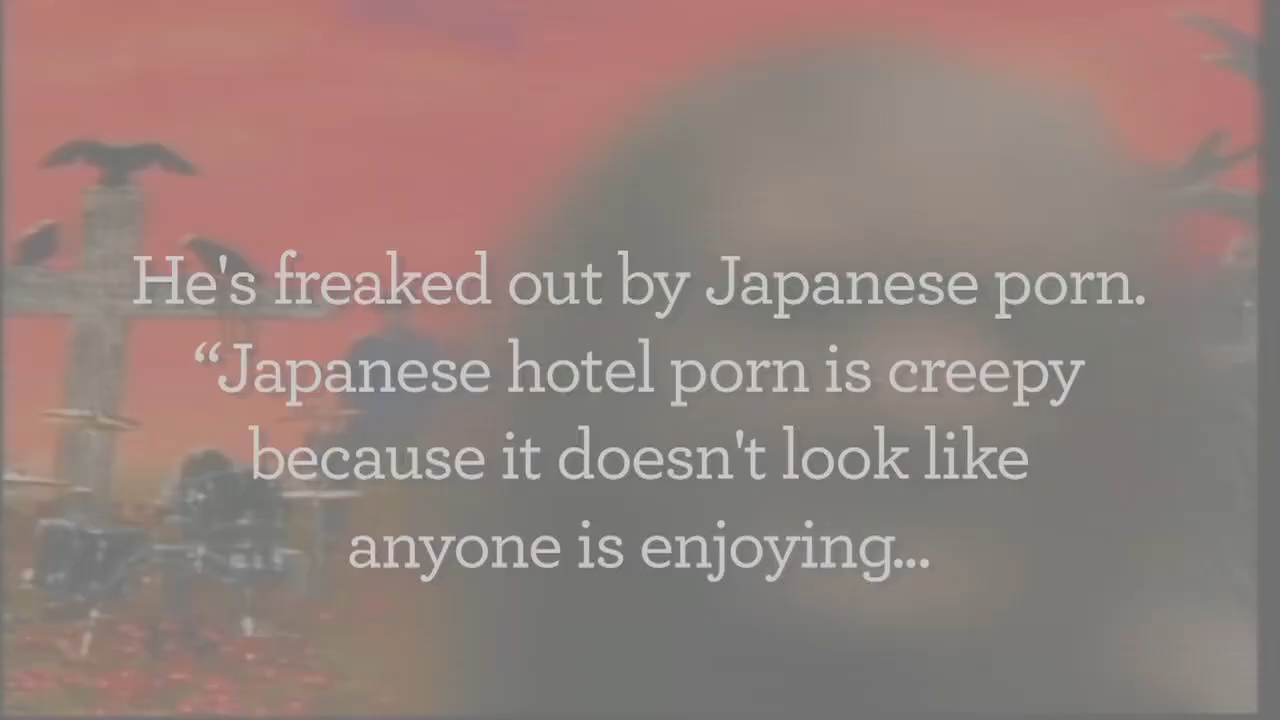 He's freaked out by Japanese porn.
“Japanese hotel porn is creepy
because it doesn't look like
anyone is enjoying...